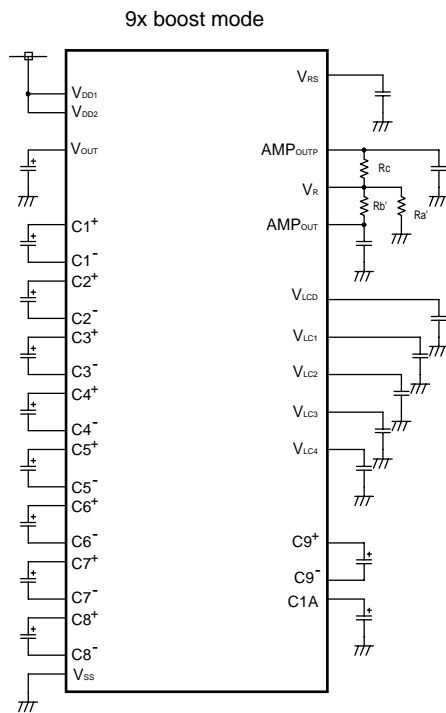 9x boost mode
VDD1
VDD2
VOUT
C1+
C1-
C2+
C2-
C3+
C3-
C4+
C4-
C5+
C5-
C6+
C6-
C7+
C7-
C8+
C8-
VSS
VRS
AMPOUTP
Rc
VR
Rb'
Ra'
AMPOUT
VLCD
VLC1
VLC2
VLC3
VLC4
C9+
C9-
C1A